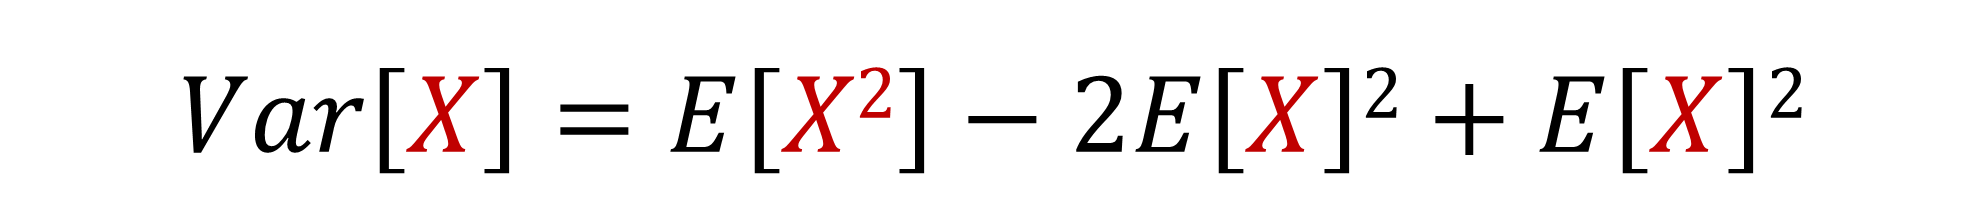 Var[X] = E[X²] − 2E[X]² + E[X]²